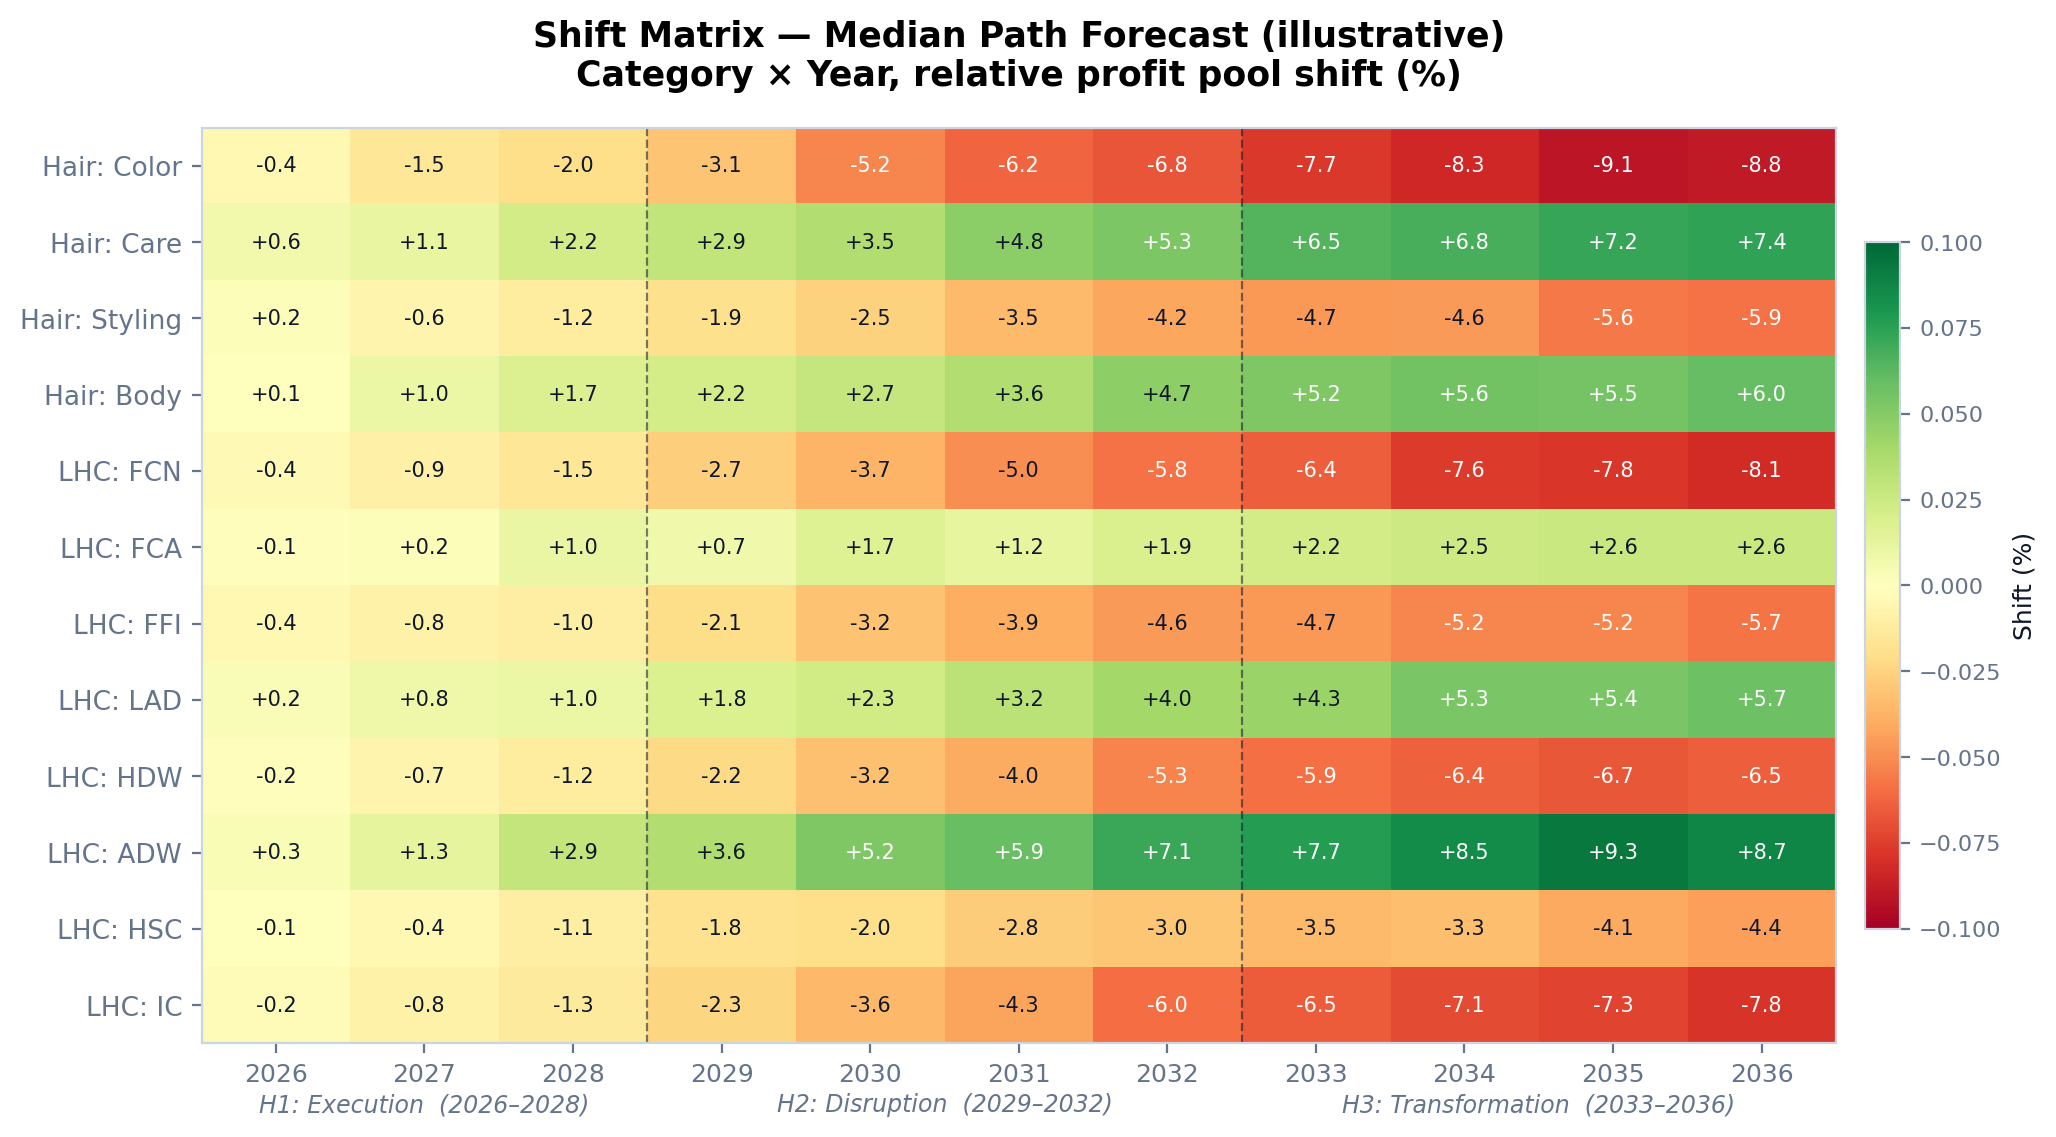 Shift Matrix — Median Path Forecast (illustrative)
Category × Year, relative profit pool shift (%)
Hair: Color -0.4 -1.5 -2.0 -3.1 -5.2 -6.2 -6.8 -7.7 -8.3 -9.1 -8.8
Hair: Care +0.6 +1.1 +2.2 +2.9 +3.5 +4.8 +5.3 +6.5 +6.8 +7.2 +7.4
Hair: Styling +0.2 -0.6 -1.2 -1.9 -2.5 -3.5 -4.2 -4.7 -4.6 -5.6 -5.9
Hair: Body +0.1 +1.0 +1.7 +2.2 +2.7 +3.6 +4.7 +5.2 +5.6 +5.5 +6.0
LHC: FCN -0.4 -0.9 -1.5 -2.7 -3.7 -5.0 -5.8 -6.4 -7.6 -7.8 -8.1
LHC: FCA -0.1 +0.2 +1.0 +0.7 +1.7 +1.2 +1.9 +2.2 +2.5 +2.6 +2.6
LHC: FFI -0.4 -0.8 -1.0 -2.1 -3.2 -3.9 -4.6 -4.7 -5.2 -5.2 -5.7
LHC: LAD +0.2 +0.8 +1.0 +1.8 +2.3 +3.2 +4.0 +4.3 +5.3 +5.4 +5.7
LHC: HDW -0.2 -0.7 -1.2 -2.2 -3.2 -4.0 -5.3 -5.9 -6.4 -6.7 -6.5
LHC: ADW +0.3 +1.3 +2.9 +3.6 +5.2 +5.9 +7.1 +7.7 +8.5 +9.3 +8.7
LHC: HSC -0.1 -0.4 -1.1 -1.8 -2.0 -2.8 -3.0 -3.5 -3.3 -4.1 -4.4
LHC: IC -0.2 -0.8 -1.3 -2.3 -3.6 -4.3 -6.0 -6.5 -7.1 -7.3 -7.8
2026 2027 2028 2029 2030 2031 2032 2033 2034 2035 2036
H1: Execution (2026–2028) H2: Disruption (2029–2032) H3: Transformation (2033–2036)
0.100
0.075
0.050
0.025
0.000
−0.025
−0.050
−0.075
−0.100
Shift (%)